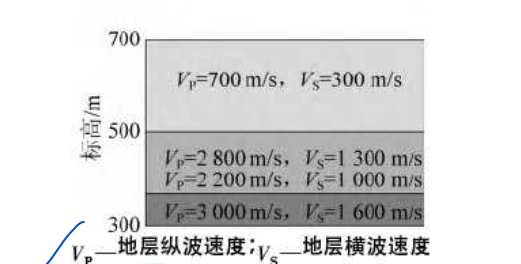 700
V_P=700 m/s，V_S=300 m/s
标高/m
500
V_P=2 800 m/s，V_S=1 300 m/s
V_P=2 200 m/s，V_S=1 000 m/s
V_P=3 000 m/s，V_S=1 600 m/s
300
V_P—地层纵波速度；V_S—地层横波速度